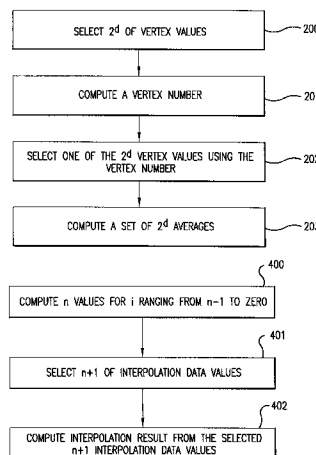 SELECT 2ᵈ OF VERTEX VALUES
200
COMPUTE A VERTEX NUMBER
SELECT ONE OF THE 2ᵈ VERTEX VALUES USING THE
VERTEX NUMBER
COMPUTE A SET OF 2ᵈ AVERAGES
400
COMPUTE n VALUES FOR i RANGING FROM n-1 TO ZERO
401
SELECT n+1 OF INTERPOLATION DATA VALUES
402
COMPUTE INTERPOLATION RESULT FROM THE SELECTED
n+1 INTERPOLATION DATA VALUES